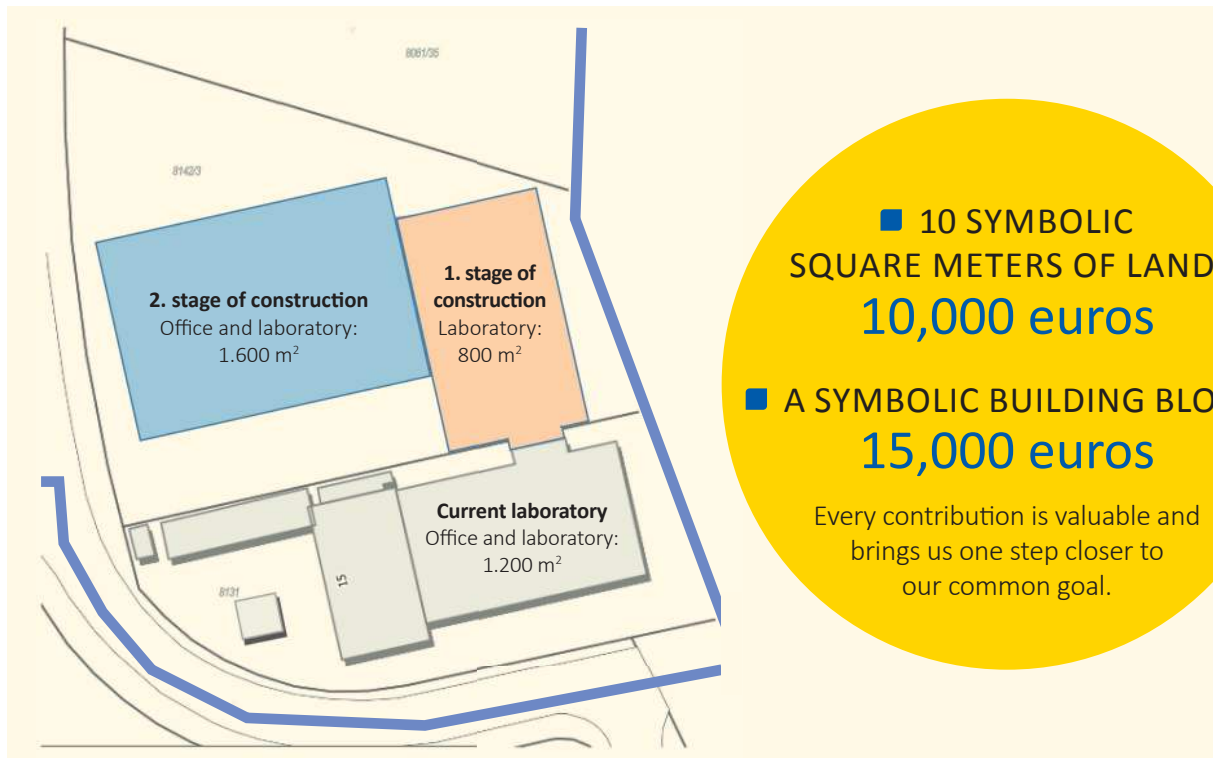 8081/35
8142/3
2. stage of construction
Office and laboratory:
1.600 m²
1. stage of
construction
Laboratory:
800 m²
Current laboratory
Office and laboratory:
1.200 m²
15
8131
10 SYMBOLIC
SQUARE METERS OF LAND
10,000 euros
A SYMBOLIC BUILDING BLO
15,000 euros
Every contribution is valuable and
brings us one step closer to
our common goal.